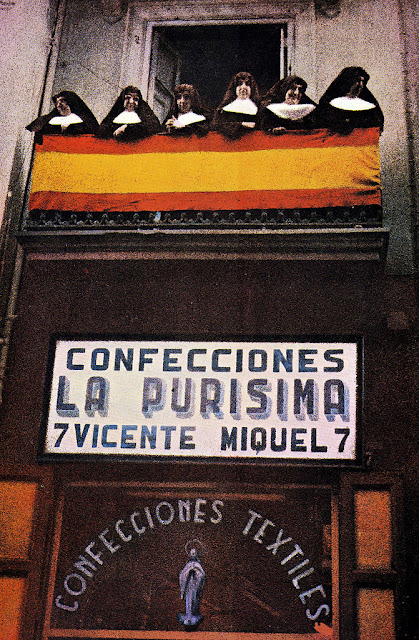 CONFECCIONES
LA PURISIMA
7 VICENTE MIQUEL 7
CONFECCIONES TEXTILES